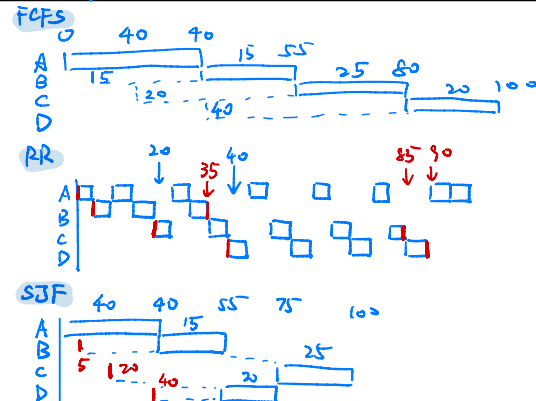 FCFS
0 40 40
A 15 55
B 15 25 80
C 20 20 100
D 40
RR
20 35 40 85 90
A
B
C
D
SJF
40 40 55 75 100
A 15
B
5 20 25
C 40 20
D